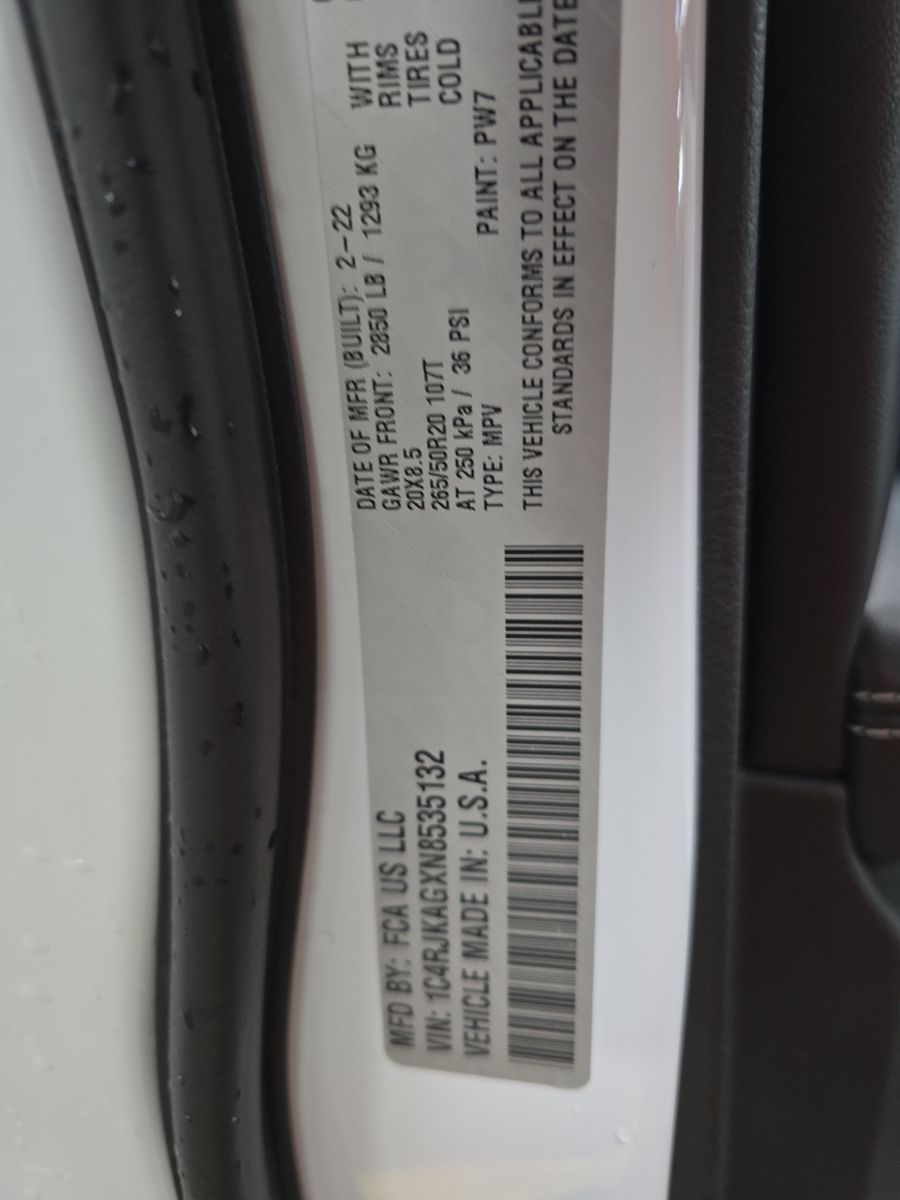 MFD BY: FCA US LLC
VIN: 1C4RJKAGXN8535132
VEHICLE MADE IN: U.S.A.
DATE OF MFR (BUILT): 2-22
GAWR FRONT: 2850 LB / 1293 KG WITH
20X8.5 RIMS
265/50R20 107T TIRES
AT 250 kPa / 36 PSI COLD
TYPE: MPV PAINT: PW7
THIS VEHICLE CONFORMS TO ALL APPLICABLE
STANDARDS IN EFFECT ON THE DATE